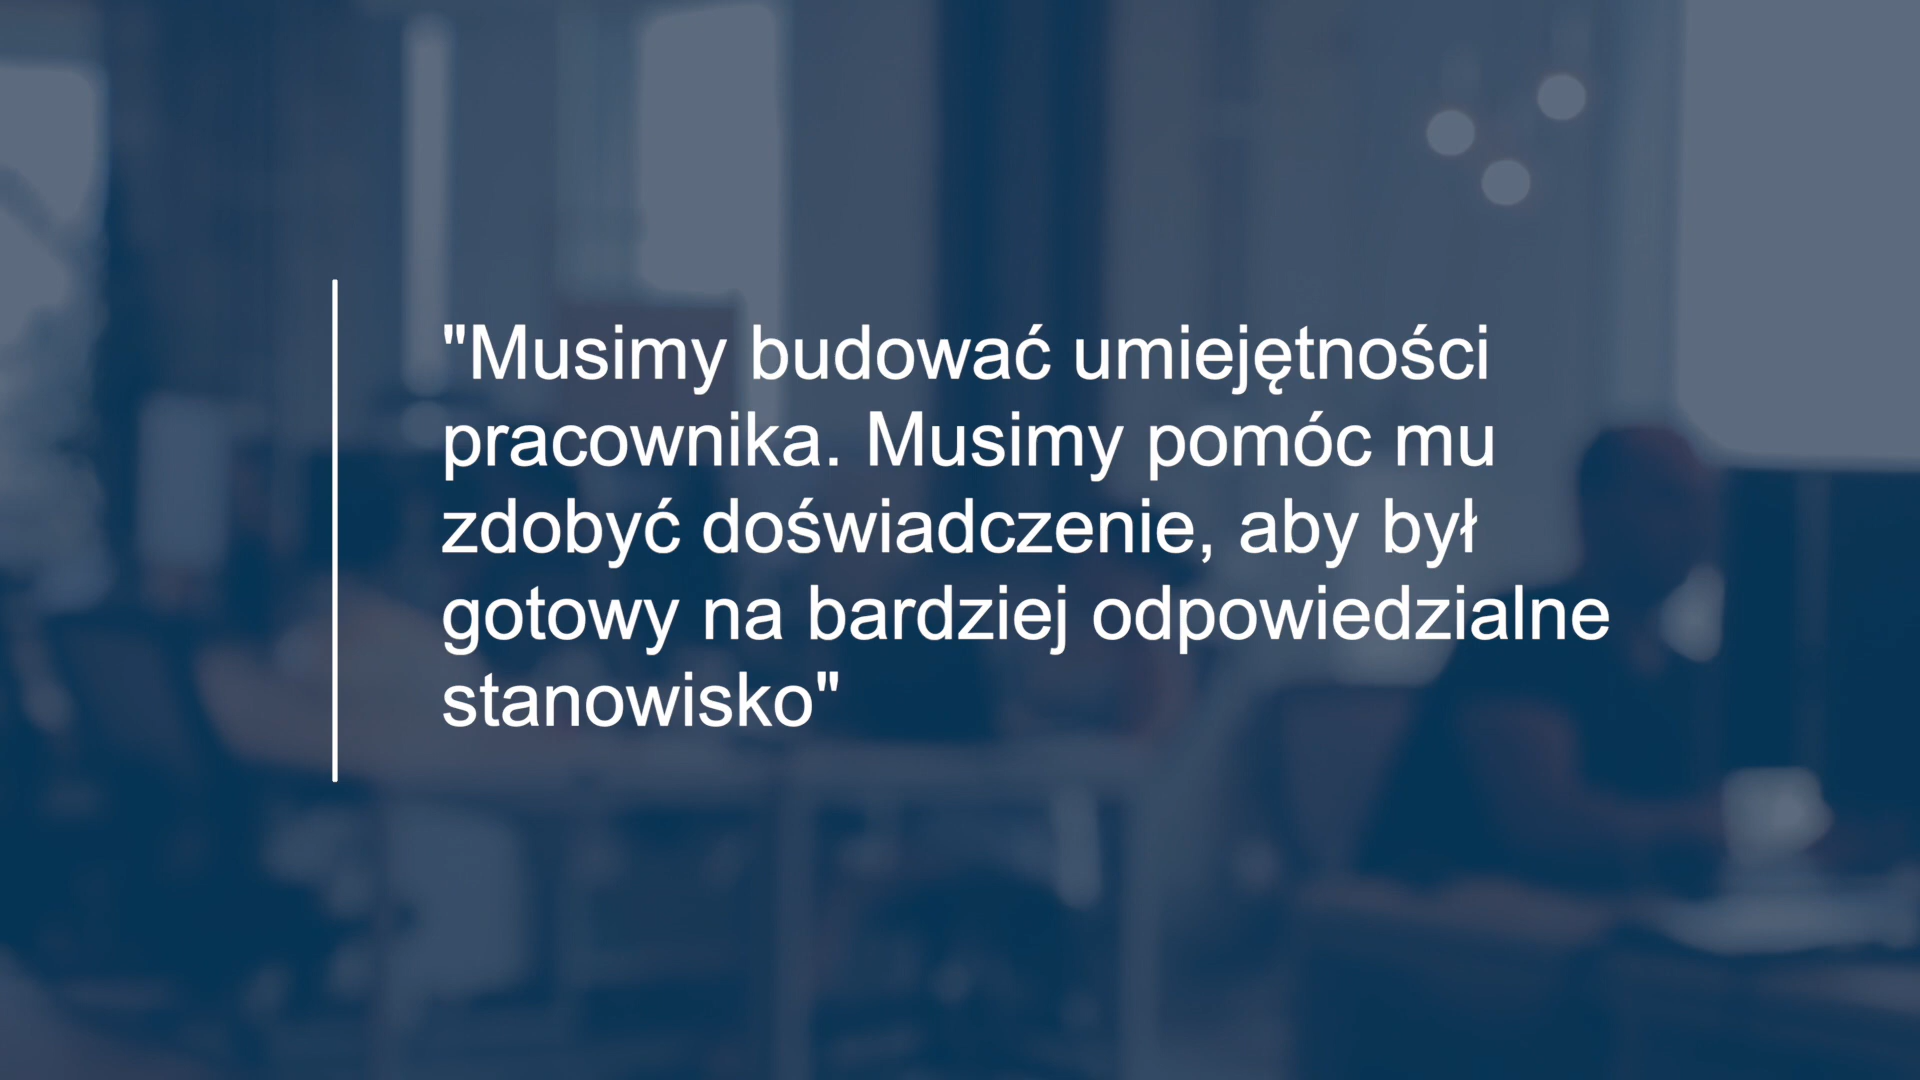 "Musimy budować umiejętności
pracownika. Musimy pomóc mu
zdobyć doświadczenie, aby był
gotowy na bardziej odpowiedzialne
stanowisko"